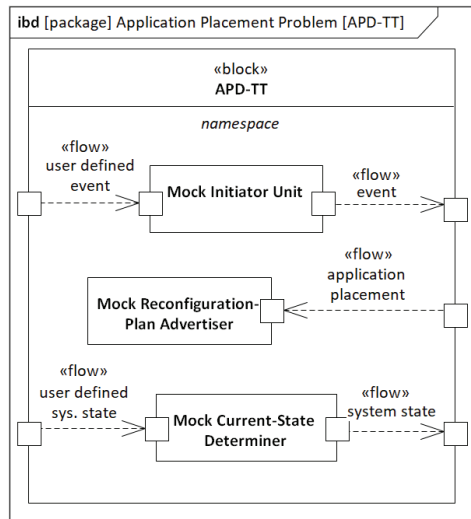 ibd [package] Application Placement Problem [APD-TT]
«block»
APD-TT
namespace
«flow»
user defined
event
Mock Initiator Unit
«flow»
event
«flow»
application
placement
Mock Reconfiguration-
Plan Advertiser
«flow»
user defined
sys. state
Mock Current-State
Determiner
«flow»
system state